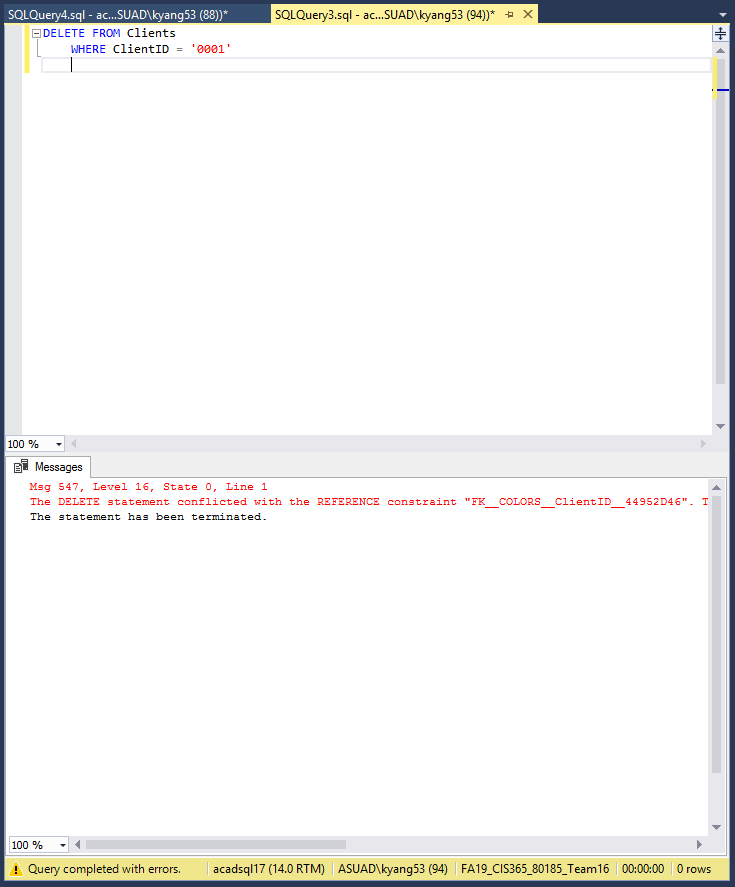 SQLQuery4.sql - ac...SUAD\kyang53 (88))* SQLQuery3.sql - ac...SUAD\kyang53 (94))*
DELETE FROM Clients
WHERE ClientID = '0001'
100 %
Messages
Msg 547, Level 16, State 0, Line 1
The DELETE statement conflicted with the REFERENCE constraint "FK__COLORS__ClientID__44952D46". T
The statement has been terminated.
100 %
Query completed with errors. acadsql17 (14.0 RTM) ASUAD\kyang53 (94) FA19_CIS365_80185_Team16 00:00:00 0 rows